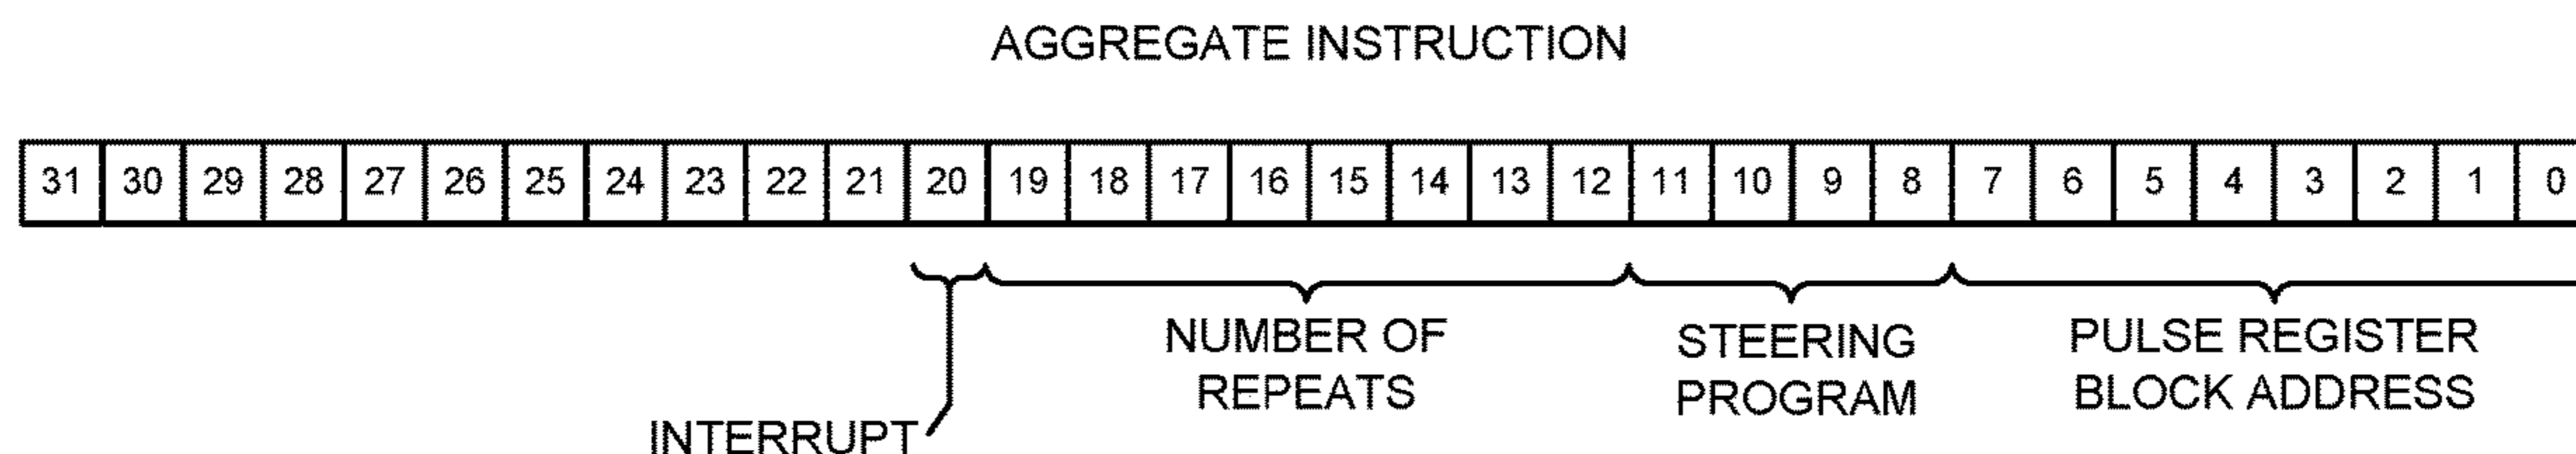 AGGREGATE INSTRUCTION
31 30 29 28 27 26 25 24 23 22 21 20 19 18 17 16 15 14 13 12 11 10 9 8 7 6 5 4 3 2 1 0
NUMBER OF
REPEATS
STEERING
PROGRAM
PULSE REGISTER
BLOCK ADDRESS
INTERRUPT